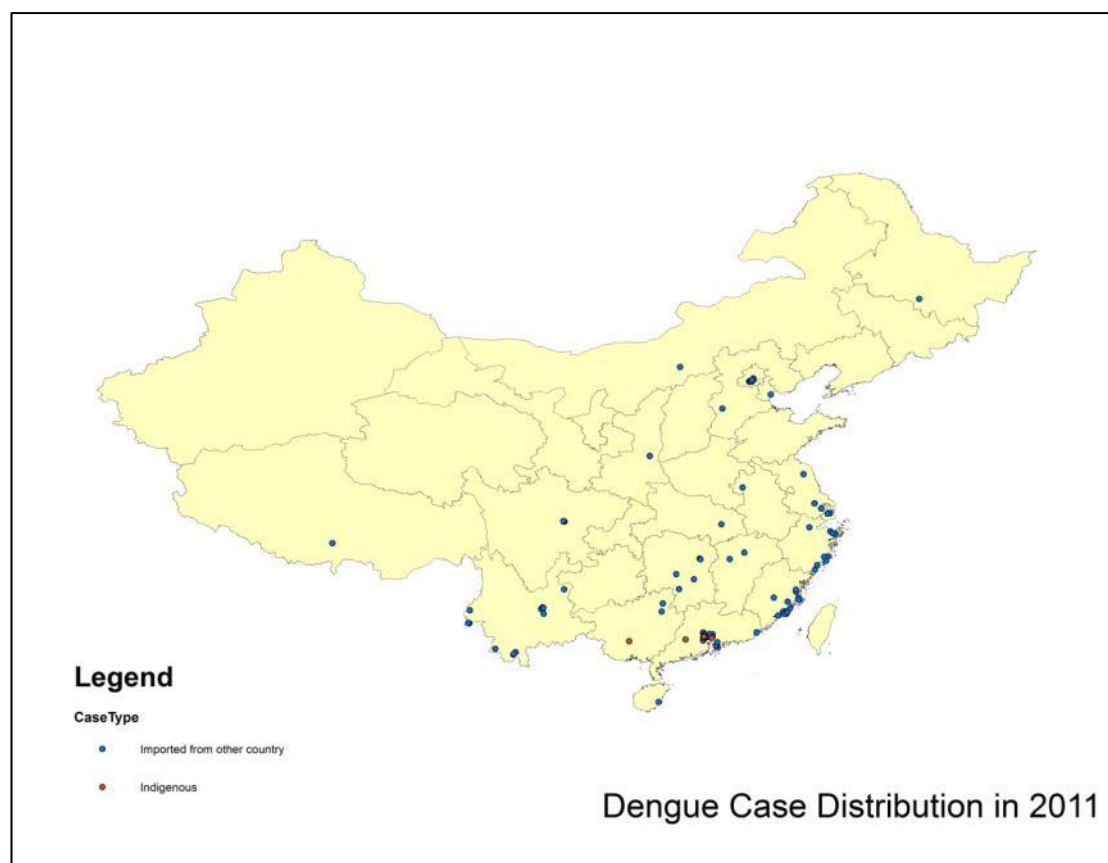 Legend
CaseType
Imported from other country
Indigenous
Dengue Case Distribution in 2011